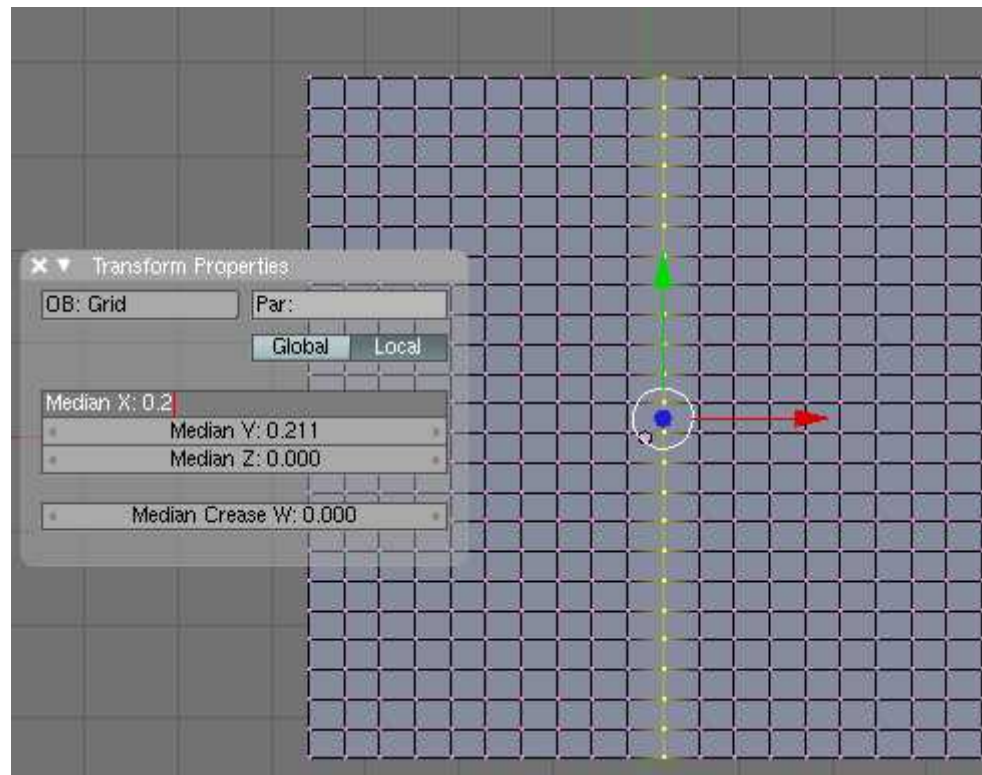 Transform Properties
OB: Grid Par:
Global Local
Median X: 0.2
Median Y: 0.211
Median Z: 0.000
Median Crease W: 0.000